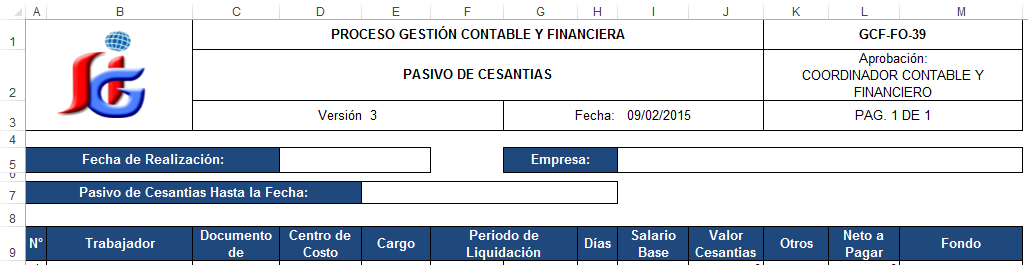 A B C D E F G H I J K L M
1 PROCESO GESTIÓN CONTABLE Y FINANCIERA GCF-FO-39
PASIVO DE CESANTIAS
Aprobación:
COORDINADOR CONTABLE Y
2 FINANCIERO
3 Versión 3 Fecha: 09/02/2015 PAG. 1 DE 1
4
5 Fecha de Realización: Empresa:
6
7 Pasivo de Cesantias Hasta la Fecha:
8
9 N° Trabajador Documento de Centro de Costo Cargo Periodo de Liquidación Días Salario Base Valor Cesantias Otros Neto a Pagar Fondo